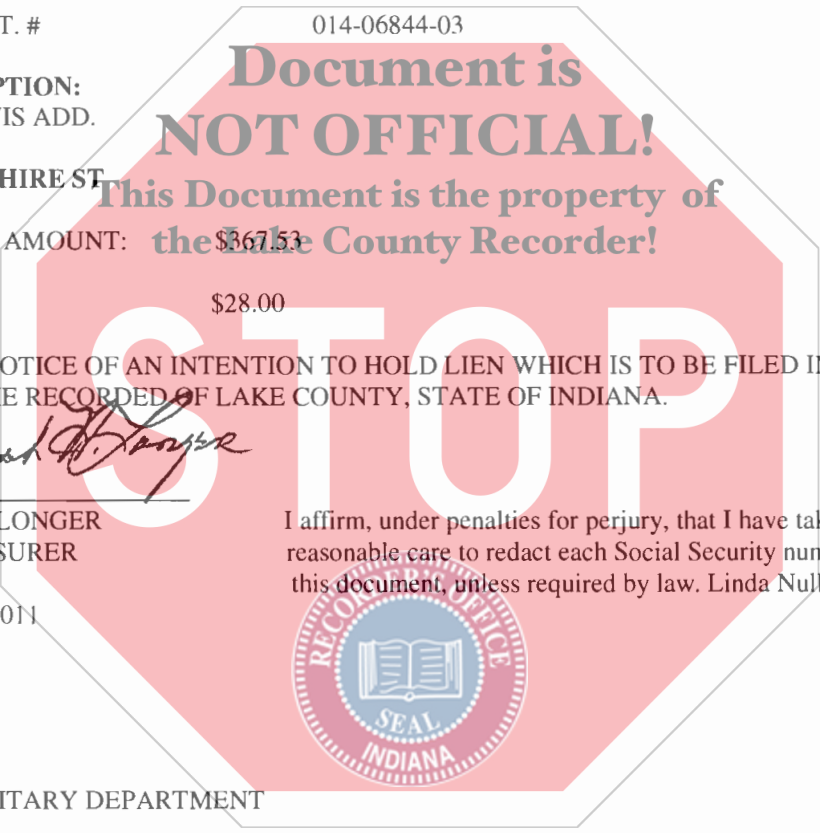 T. # 014-06844-03
Document is
PTION:
IS ADD.
NOT OFFICIAL!
HIRE ST
This Document is the property of
AMOUNT: $367.53
the Lake County Recorder!
$28.00
OTICE OF AN INTENTION TO HOLD LIEN WHICH IS TO BE FILED IN
E RECORDED OF LAKE COUNTY, STATE OF INDIANA.
STOP
LONGER
SURER
I affirm, under penalties for perjury, that I have tak
reasonable care to redact each Social Security num
this document, unless required by law. Linda Null
011
RECORDER'S OFFICE
SEAL
INDIANA
ITARY DEPARTMENT